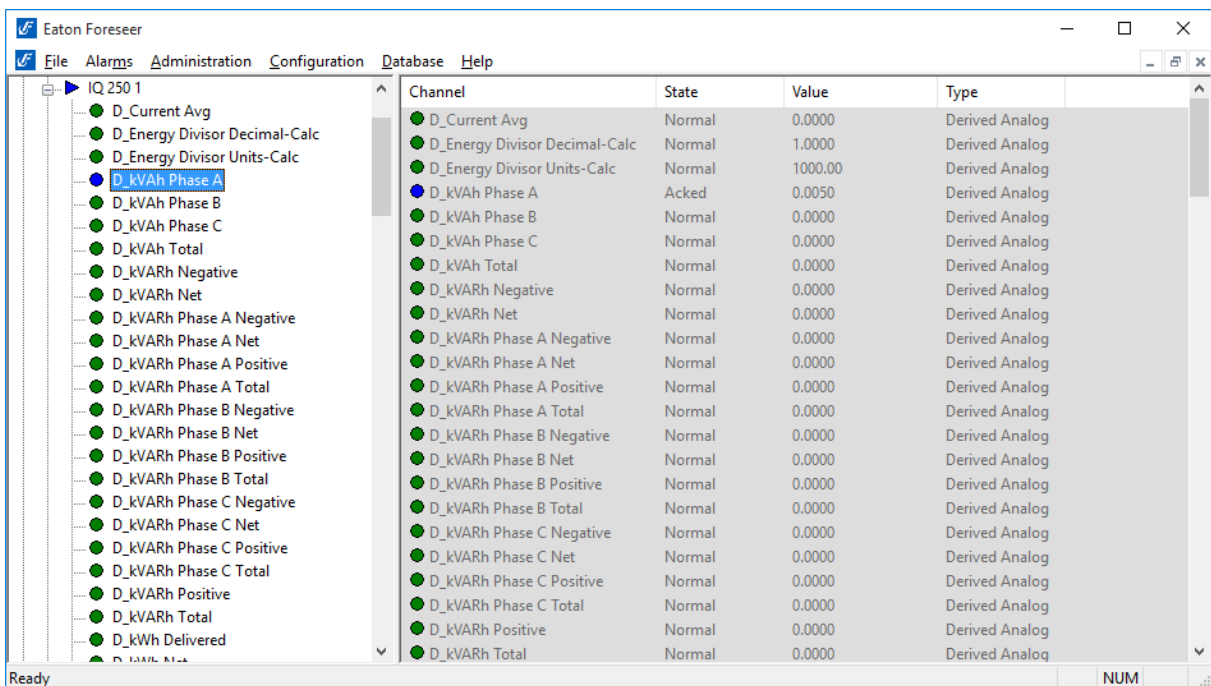 Eaton Foreseer
File Alarms Administration Configuration Database Help
IQ 250 1
D_Current Avg
D_Energy Divisor Decimal-Calc
D_Energy Divisor Units-Calc
D_kVAh Phase A
D_kVAh Phase B
D_kVAh Phase C
D_kVAh Total
D_kVARh Negative
D_kVARh Net
D_kVARh Phase A Negative
D_kVARh Phase A Net
D_kVARh Phase A Positive
D_kVARh Phase A Total
D_kVARh Phase B Negative
D_kVARh Phase B Net
D_kVARh Phase B Positive
D_kVARh Phase B Total
D_kVARh Phase C Negative
D_kVARh Phase C Net
D_kVARh Phase C Positive
D_kVARh Phase C Total
D_kVARh Positive
D_kVARh Total
D_kWh Delivered
D_kWh Net
Channel State Value Type
D_Current Avg Normal 0.0000 Derived Analog
D_Energy Divisor Decimal-Calc Normal 1.0000 Derived Analog
D_Energy Divisor Units-Calc Normal 1000.00 Derived Analog
D_kVAh Phase A Acked 0.0050 Derived Analog
D_kVAh Phase B Normal 0.0000 Derived Analog
D_kVAh Phase C Normal 0.0000 Derived Analog
D_kVAh Total Normal 0.0000 Derived Analog
D_kVARh Negative Normal 0.0000 Derived Analog
D_kVARh Net Normal 0.0000 Derived Analog
D_kVARh Phase A Negative Normal 0.0000 Derived Analog
D_kVARh Phase A Net Normal 0.0000 Derived Analog
D_kVARh Phase A Positive Normal 0.0000 Derived Analog
D_kVARh Phase A Total Normal 0.0000 Derived Analog
D_kVARh Phase B Negative Normal 0.0000 Derived Analog
D_kVARh Phase B Net Normal 0.0000 Derived Analog
D_kVARh Phase B Positive Normal 0.0000 Derived Analog
D_kVARh Phase B Total Normal 0.0000 Derived Analog
D_kVARh Phase C Negative Normal 0.0000 Derived Analog
D_kVARh Phase C Net Normal 0.0000 Derived Analog
D_kVARh Phase C Positive Normal 0.0000 Derived Analog
D_kVARh Phase C Total Normal 0.0000 Derived Analog
D_kVARh Positive Normal 0.0000 Derived Analog
D_kVARh Total Normal 0.0000 Derived Analog
Ready NUM